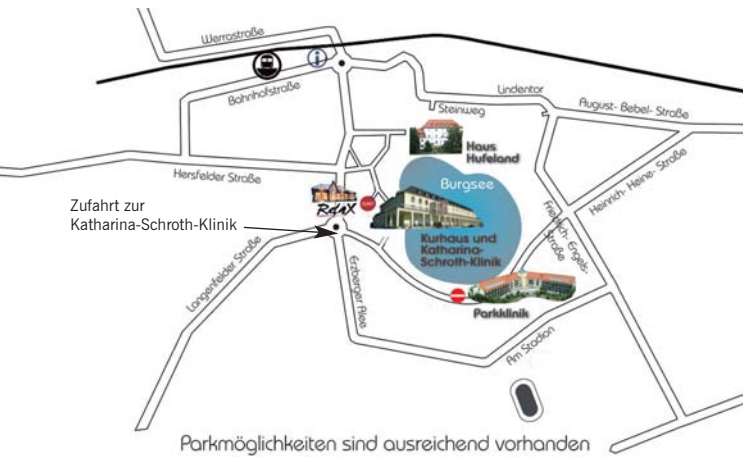 Werrastraße
i
Bahnhofstraße
Lindentor
Steinweg
August- Bebel- Straße
Haus
Hufeland
Hersfelder Straße
Heinrich- Heine- Straße
Burgsee
RelaX
Zufahrt zur
Katharina-Schroth-Klinik
Friedrich- Engels-
Straße
Kurhaus und
Katharina-
Schroth-Klinik
Langenfelder Straße
Erzberger Allee
Parkklinik
Am Stadion
Parkmöglichkeiten sind ausreichend vorhanden